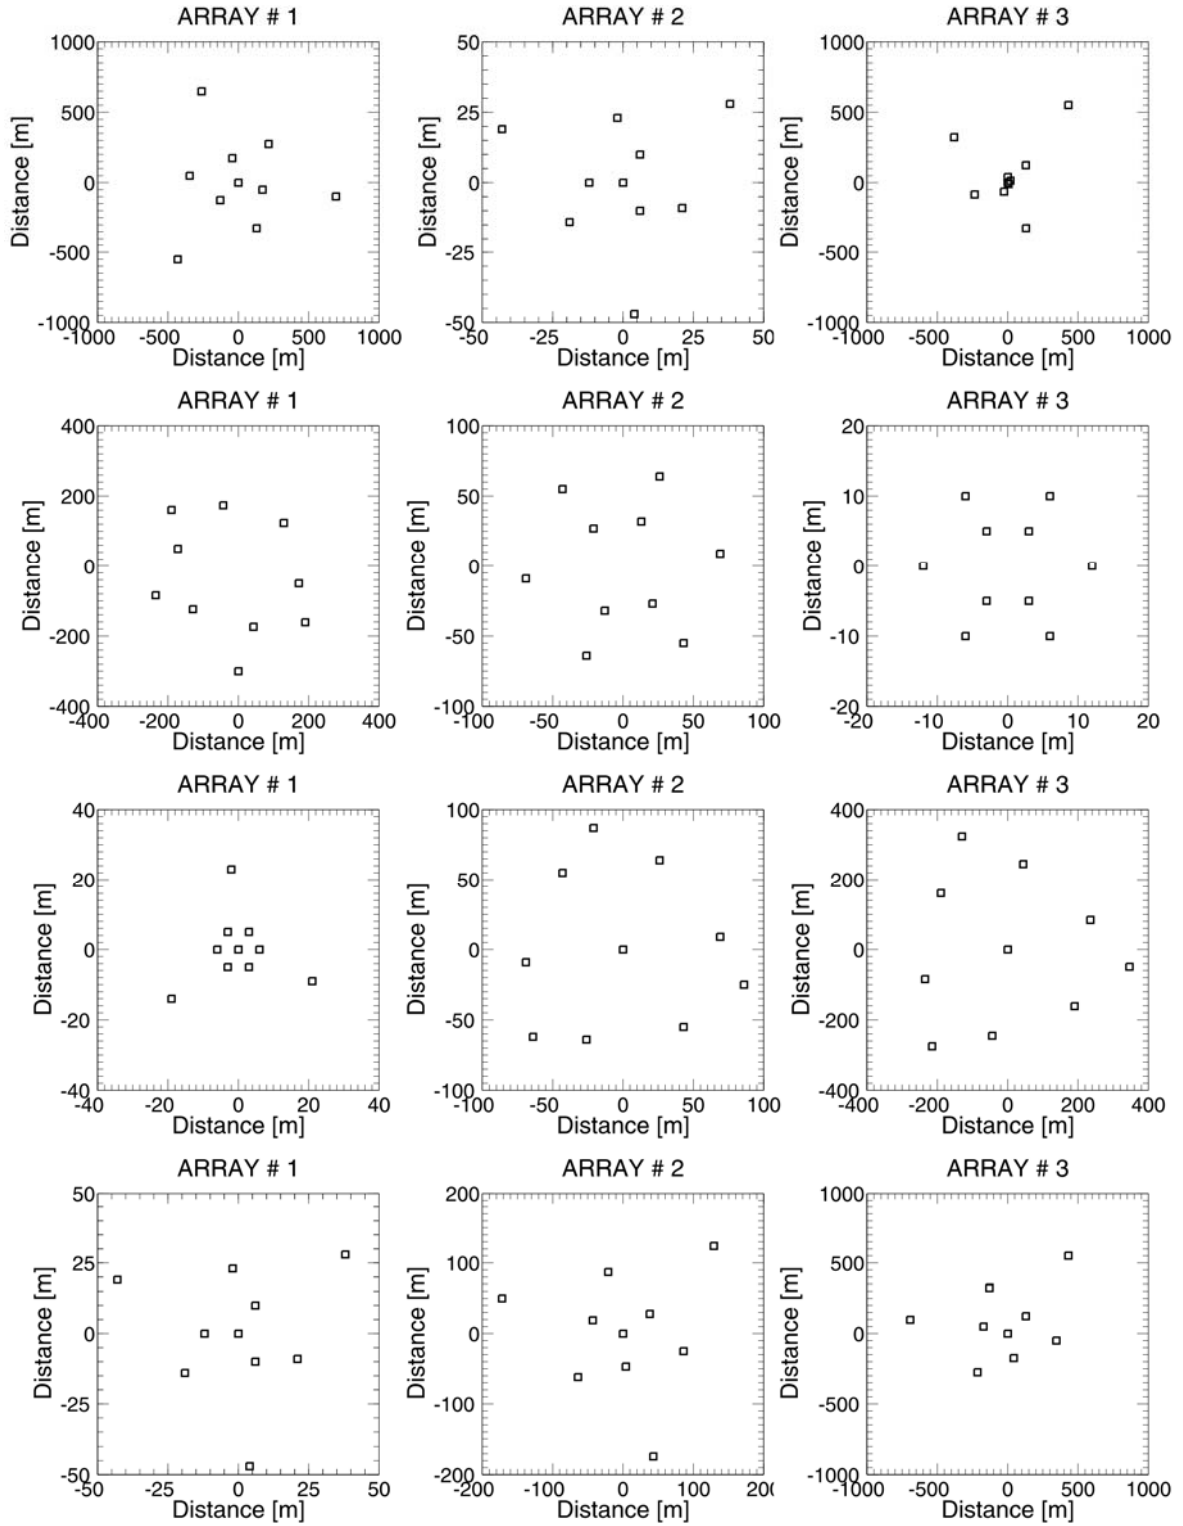 ARRAY # 1 ARRAY # 2 ARRAY # 3
1000 50 1000
500 25 500
Distance [m] 0 Distance [m] 0 Distance [m] 0
-500 -25 -500
-1000 -50 -1000
-1000 -500 0 500 1000 -50 -25 0 25 50 -1000 -500 0 500 1000
Distance [m] Distance [m] Distance [m]
ARRAY # 1 ARRAY # 2 ARRAY # 3
400 100 20
200 50 10
Distance [m] 0 Distance [m] 0 Distance [m] 0
-200 -50 -10
-400 -100 -20
-400 -200 0 200 400 -100 -50 0 50 100 -20 -10 0 10 20
Distance [m] Distance [m] Distance [m]
ARRAY # 1 ARRAY # 2 ARRAY # 3
40 100 400
20 50 200
Distance [m] 0 Distance [m] 0 Distance [m] 0
-20 -50 -200
-40 -100 -400
-40 -20 0 20 40 -100 -50 0 50 100 -400 -200 0 200 400
Distance [m] Distance [m] Distance [m]
ARRAY # 1 ARRAY # 2 ARRAY # 3
50 200 1000
25 100 500
Distance [m] 0 Distance [m] 0 Distance [m] 0
-25 -100 -500
-50 -200 -1000
-50 -25 0 25 50 -200 -100 0 100 200 -1000 -500 0 500 1000
Distance [m] Distance [m] Distance [m]